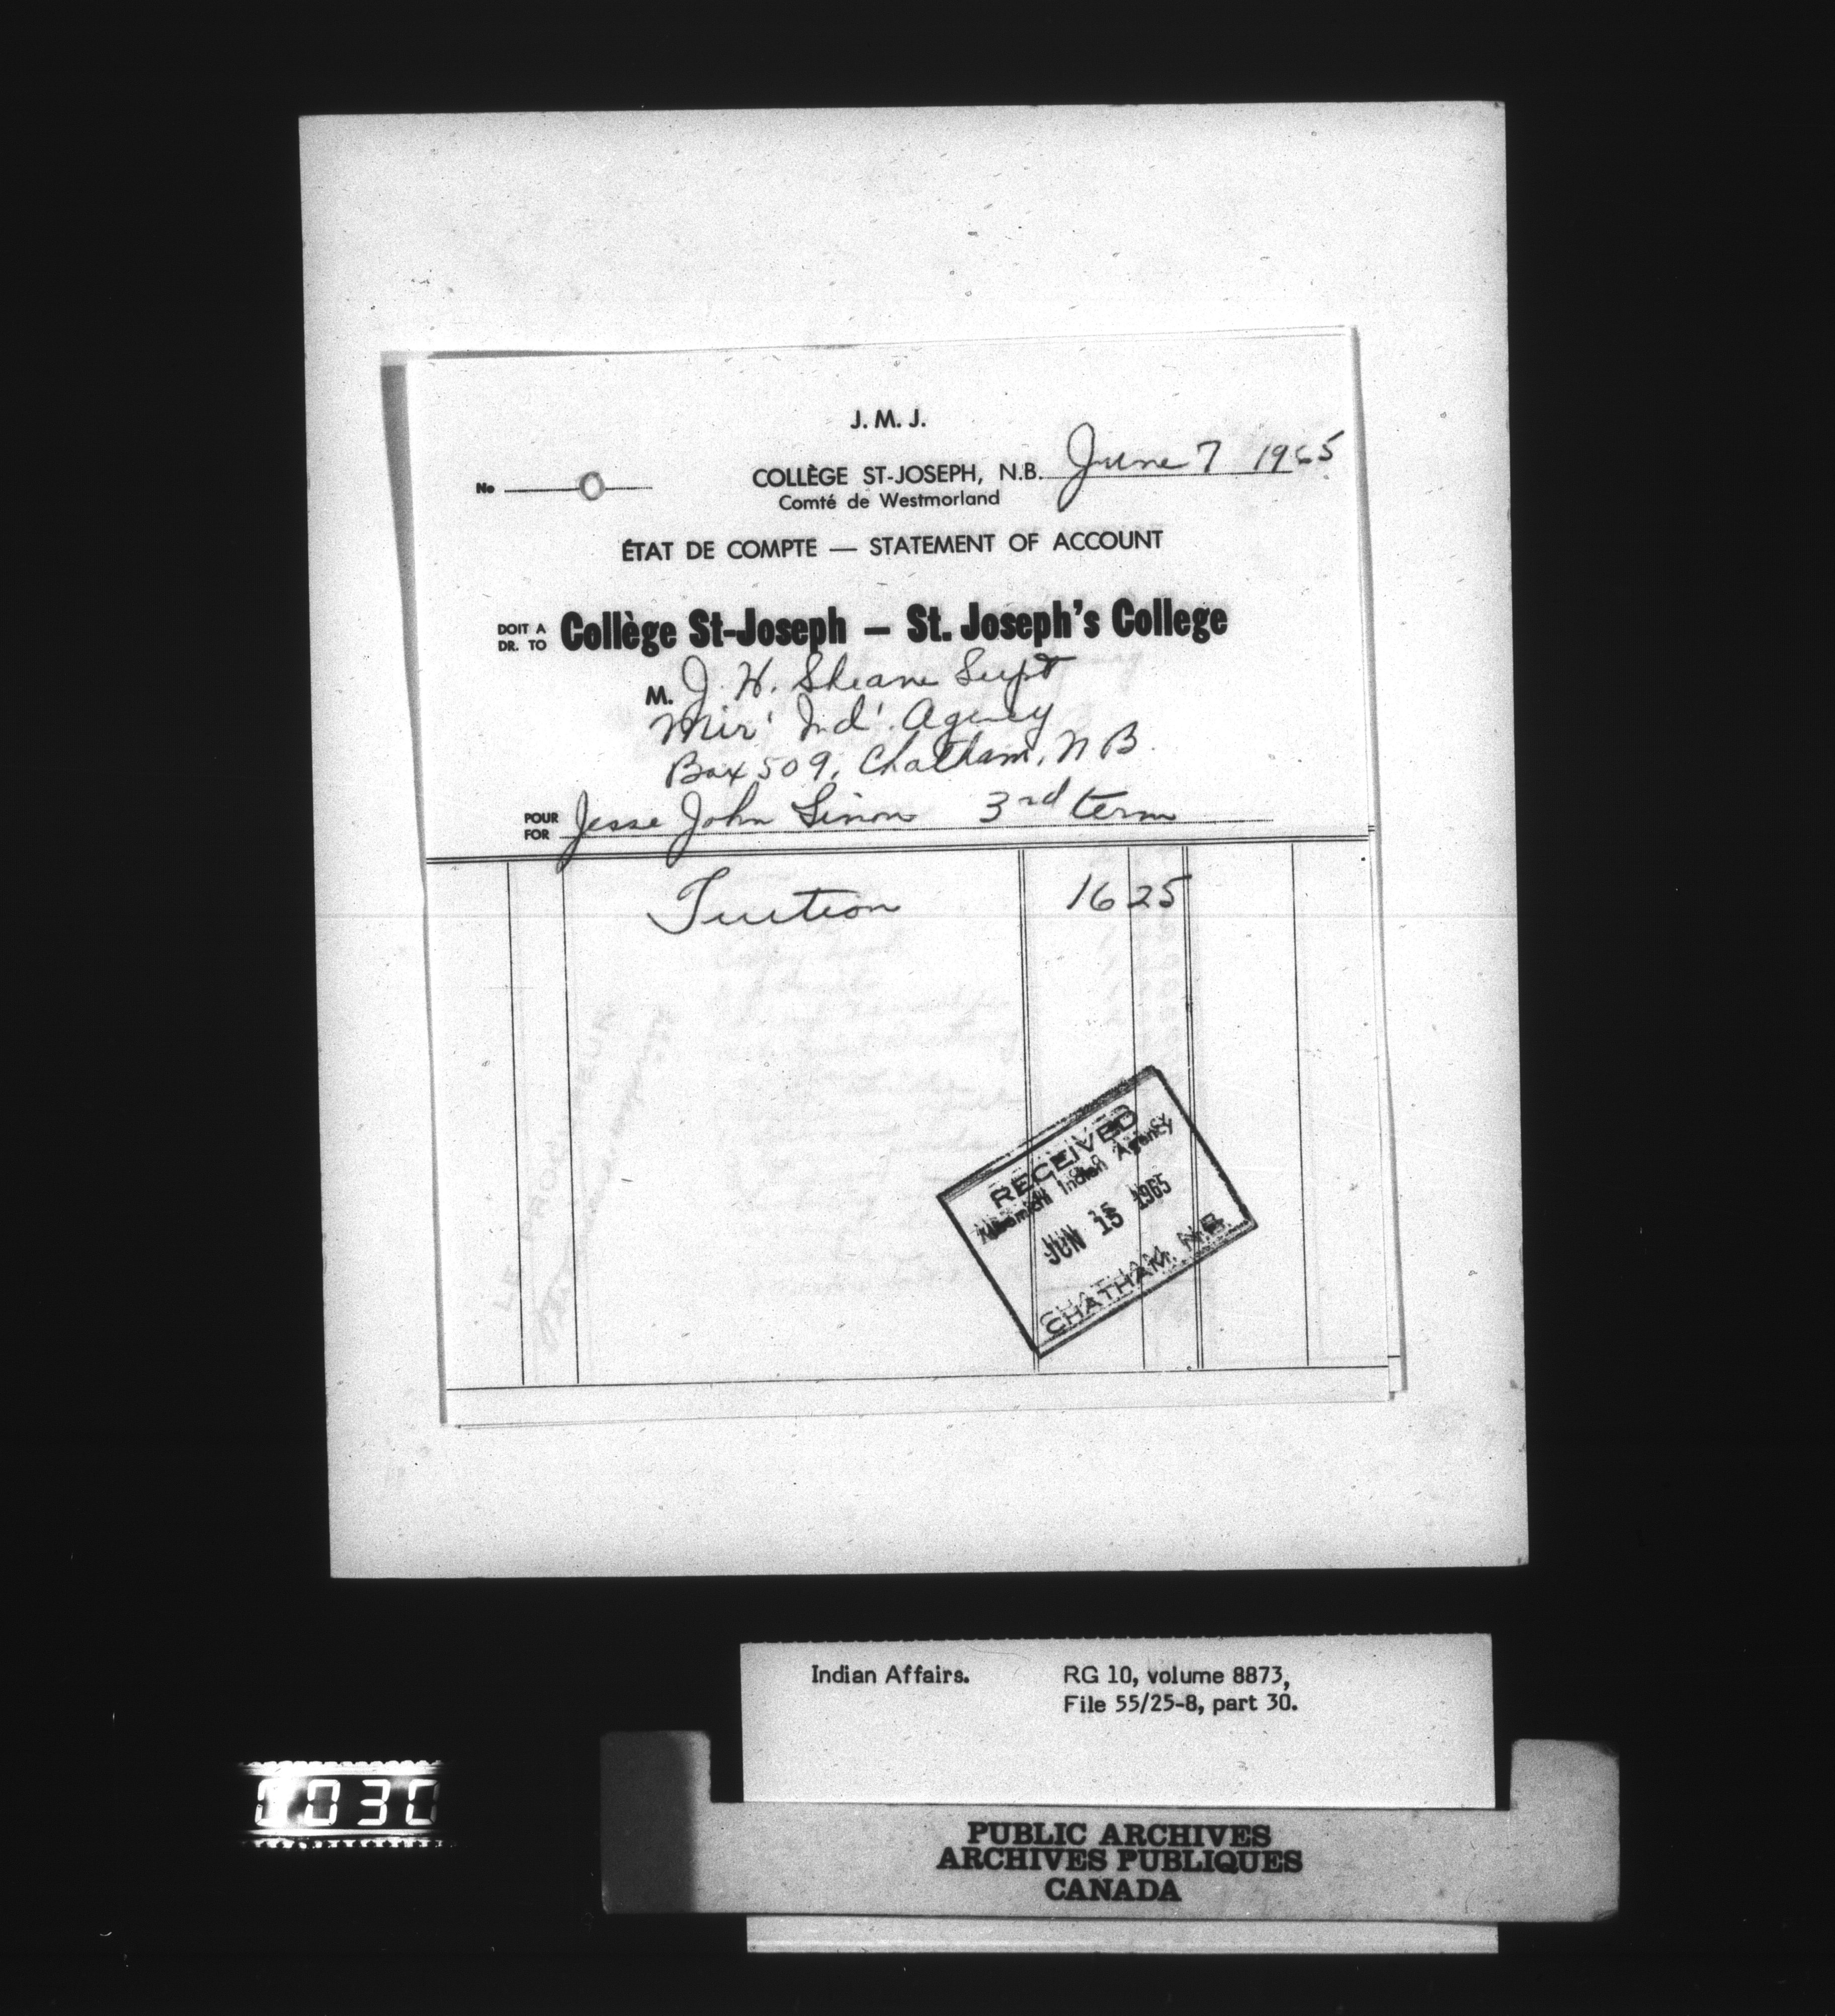 J. M. J.
No O COLLÈGE ST-JOSEPH, N.B. June 7 1965
Comté de Westmorland
ÉTAT DE COMPTE — STATEMENT OF ACCOUNT
DOIT A
DR. TO Collège St-Joseph – St. Joseph's College
M. J. H. Sheane Supt
Mir' Ind'. Agency
Box 509, Chatham, N B.
POUR
FOR Jesse John Simon 3rd term
Tuition 16 25
RECEIVED
Miramichi Indian Agency
JUN 15 1965
CHATHAM, N.B.
Indian Affairs. RG 10, volume 8873,
File 55/25-8, part 30.
0030
PUBLIC ARCHIVES
ARCHIVES PUBLIQUES
CANADA